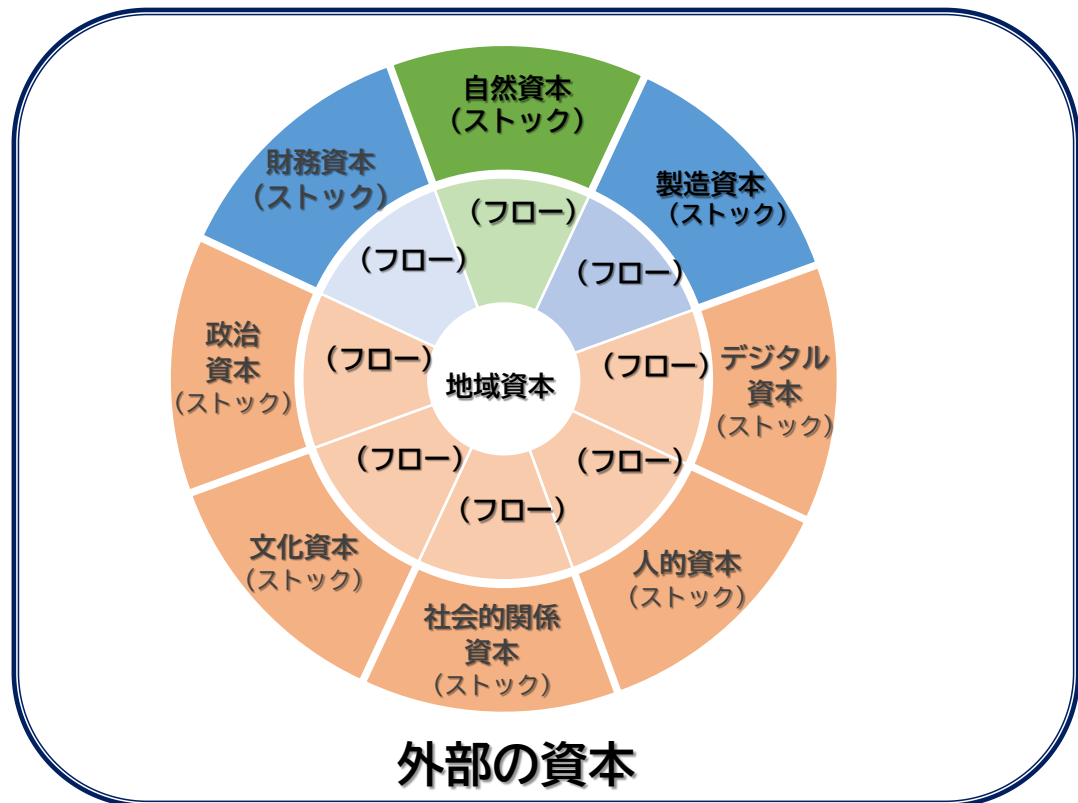 自然資本
（ストック）
財務資本
（ストック）
製造資本
（ストック）
（フロー）
（フロー）
（フロー）
政治
資本
（ストック）
（フロー）
地域資本
（フロー）
デジタル
資本
（ストック）
（フロー）
（フロー）
（フロー）
文化資本
（ストック）
人的資本
（ストック）
社会的関係
資本
（ストック）
外部の資本